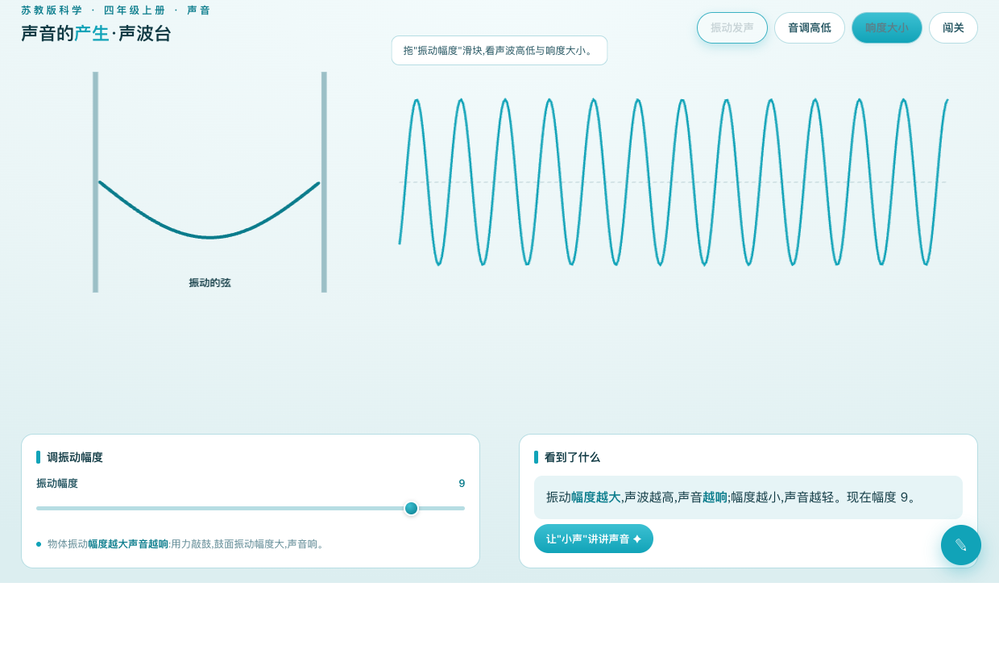 苏教版科学 · 四年级上册 · 声音
声音的产生·声波台
振动发声
音调高低
响度大小
闯关
拖"振动幅度"滑块,看声波高低与响度大小。
振动的弦
调振动幅度
振动幅度 9
物体振动幅度越大声音越响:用力敲鼓,鼓面振动幅度大,声音响。
看到了什么
振动幅度越大,声波越高,声音越响;幅度越小,声音越轻。现在幅度 9。
让"小声"讲讲声音 ✦